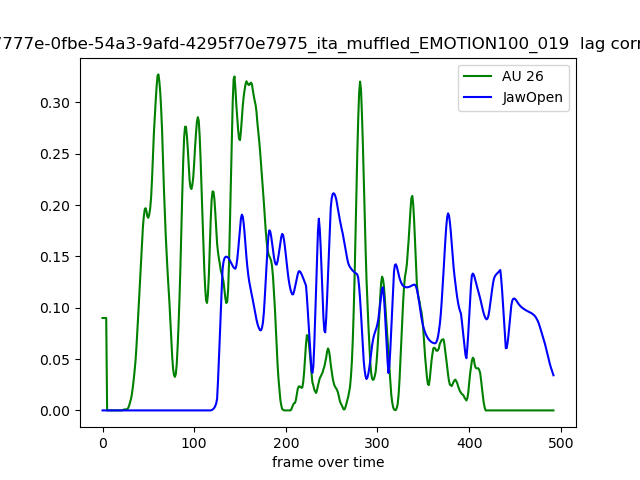 7777e-0fbe-54a3-9afd-4295f70e7975_ita_muffled_EMOTION100_019 lag corr
AU 26
JawOpen
0.30
0.25
0.20
0.15
0.10
0.05
0.00
0 100 200 300 400 500
frame over time